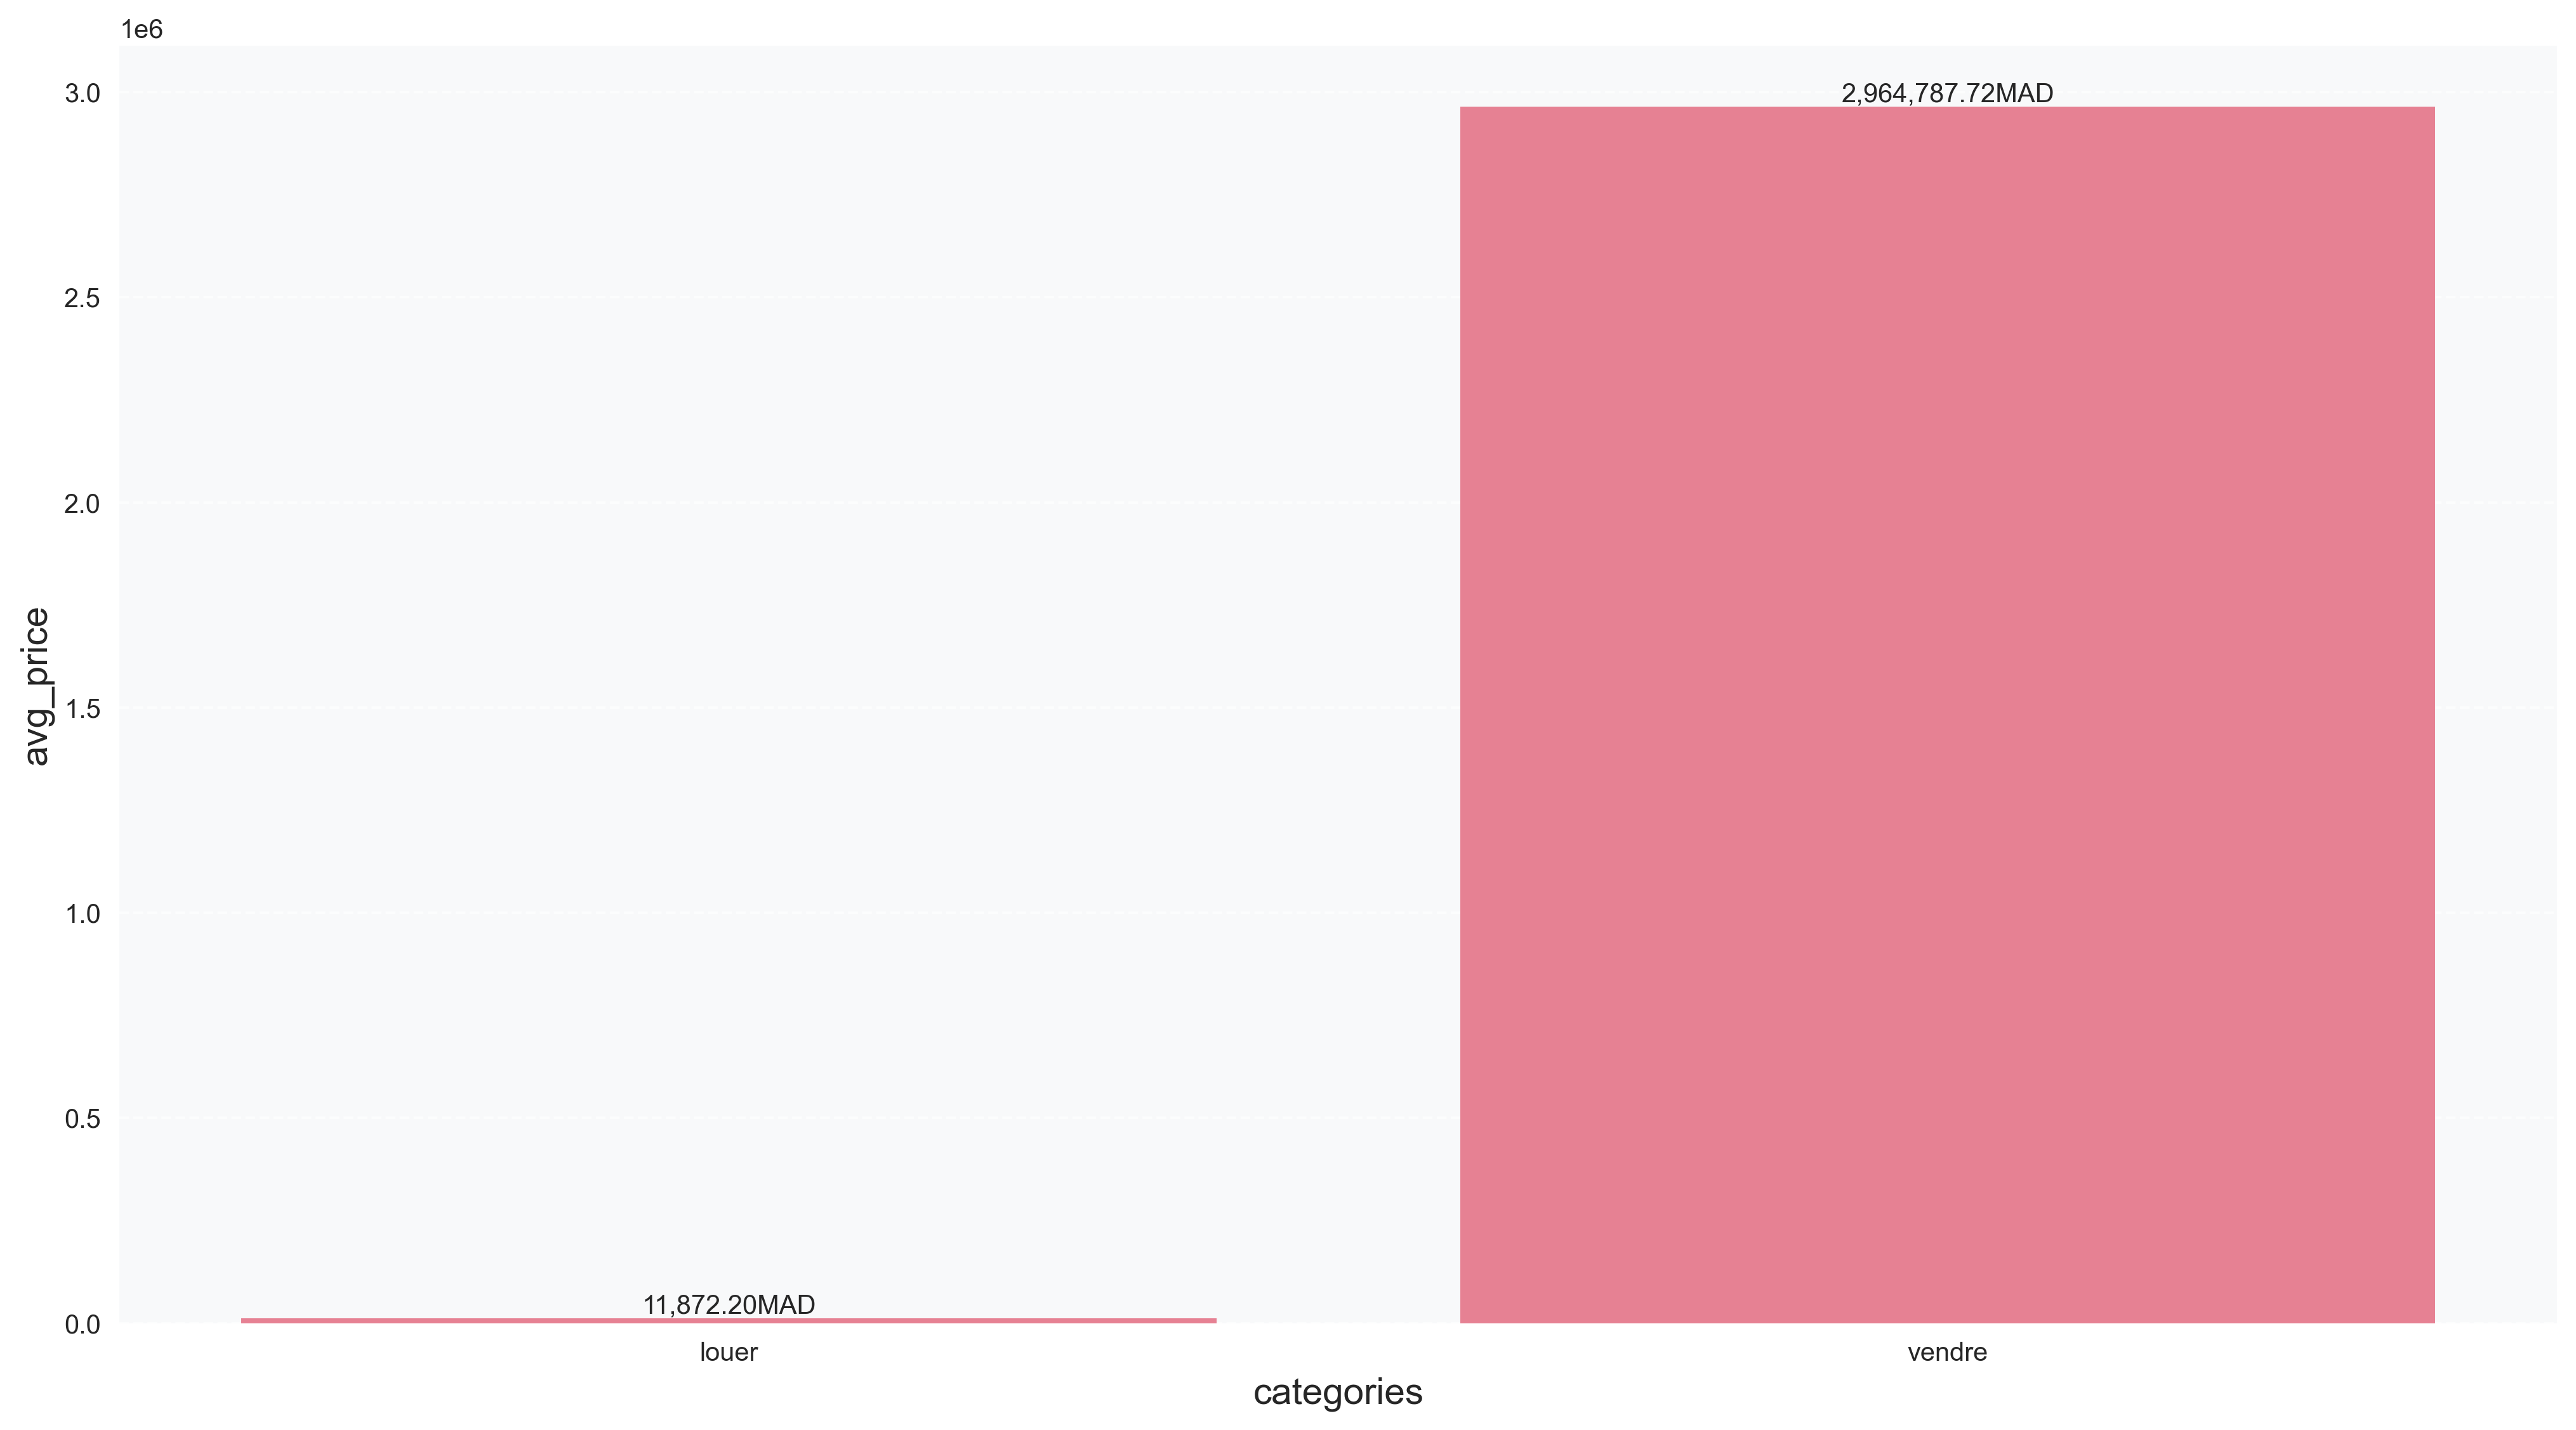 1e6
3.0
2.5
2.0
1.5
1.0
0.5
0.0
avg_price
2,964,787.72MAD
11,872.20MAD
louer
vendre
categories